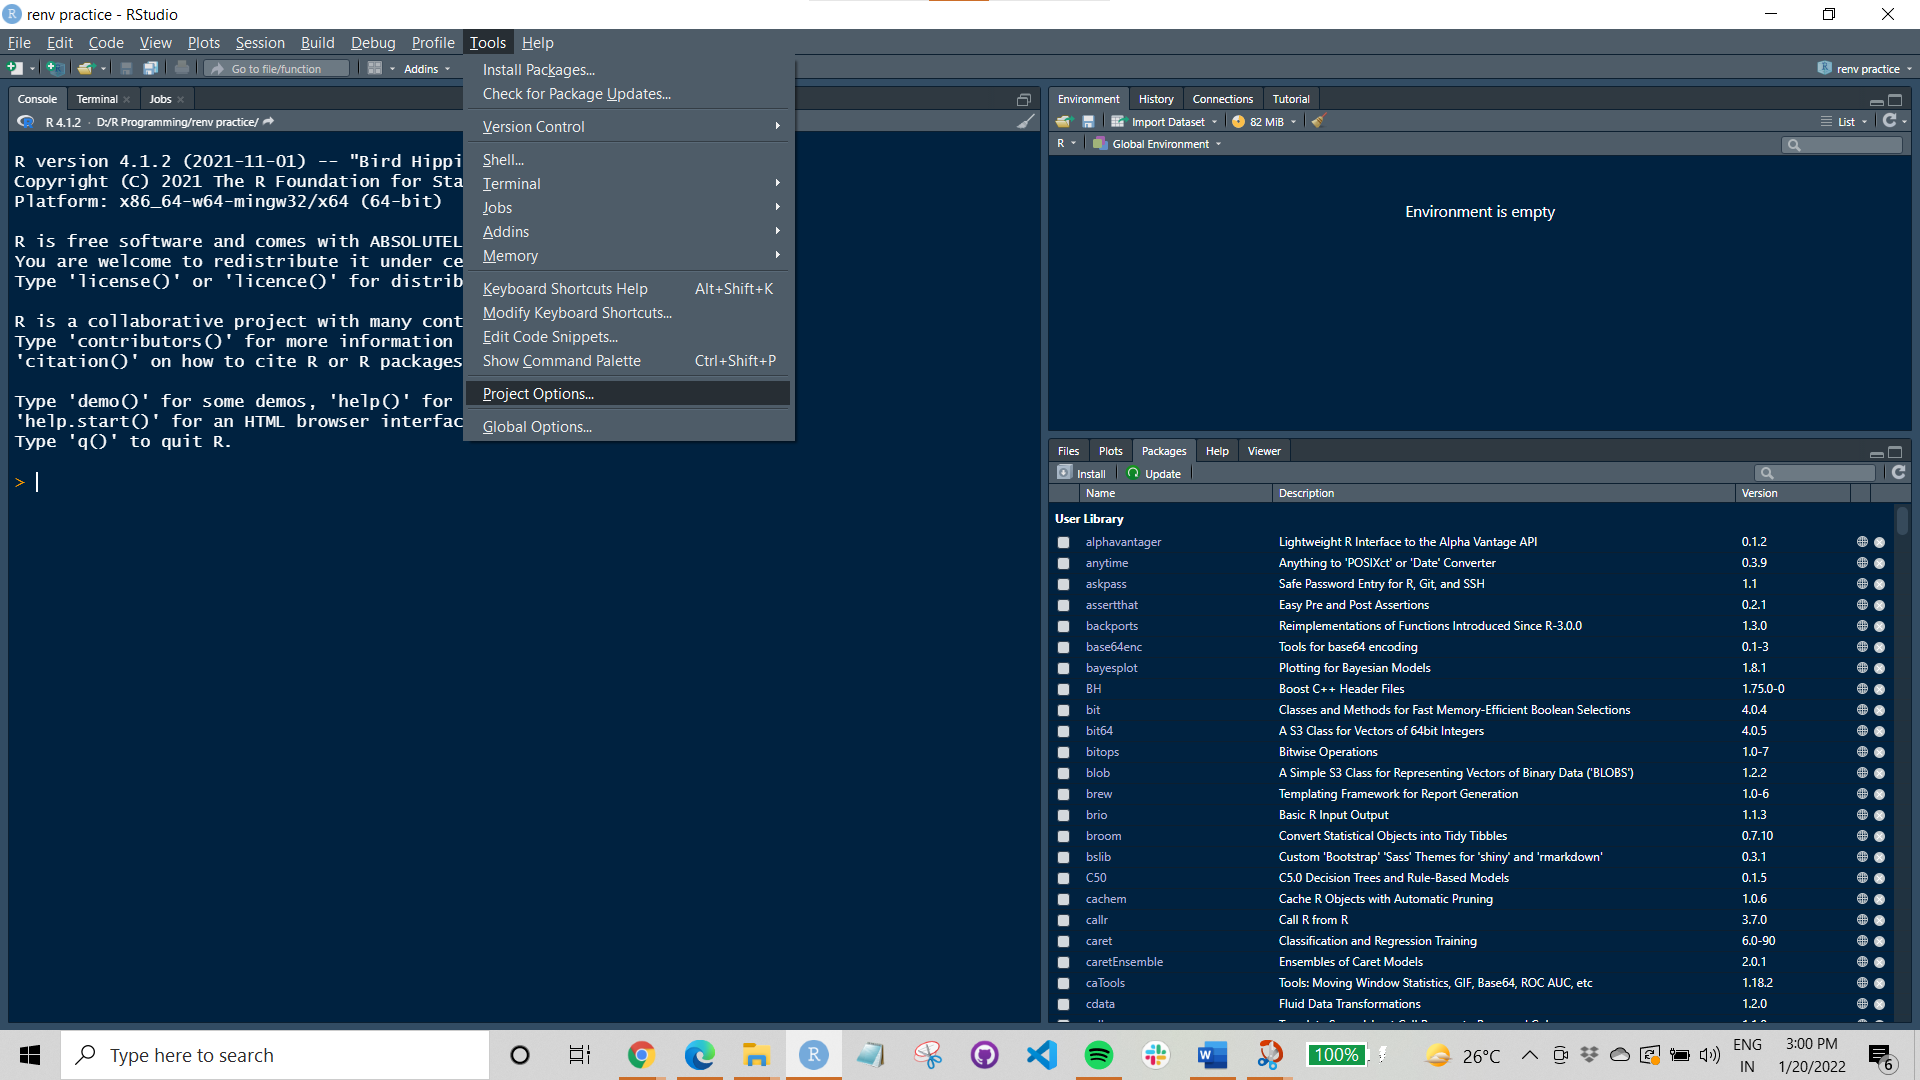 renv practice - RStudio
File Edit Code View Plots Session Build Debug Profile Tools Help
Go to file/function Addins renv practice
Install Packages...
Check for Package Updates...
Version Control
Shell...
Terminal
Jobs
Addins
Memory
Keyboard Shortcuts Help Alt+Shift+K
Modify Keyboard Shortcuts...
Edit Code Snippets...
Show Command Palette Ctrl+Shift+P
Project Options...
Global Options...
Console Terminal Jobs
R 4.1.2 · D:/R Programming/renv practice/
R version 4.1.2 (2021-11-01) -- "Bird Hippi
Copyright (C) 2021 The R Foundation for Sta
Platform: x86_64-w64-mingw32/x64 (64-bit)
R is free software and comes with ABSOLUTEL
You are welcome to redistribute it under ce
Type 'license()' or 'licence()' for distrib
R is a collaborative project with many cont
Type 'contributors()' for more information
'citation()' on how to cite R or R packages
Type 'demo()' for some demos, 'help()' for
'help.start()' for an HTML browser interfac
Type 'q()' to quit R.
>
Environment History Connections Tutorial
Import Dataset 82 MiB List
R Global Environment
Environment is empty
Files Plots Packages Help Viewer
Install Update
Name Description Version
User Library
alphavantager Lightweight R Interface to the Alpha Vantage API 0.1.2
anytime Anything to 'POSIXct' or 'Date' Converter 0.3.9
askpass Safe Password Entry for R, Git, and SSH 1.1
assertthat Easy Pre and Post Assertions 0.2.1
backports Reimplementations of Functions Introduced Since R-3.0.0 1.3.0
base64enc Tools for base64 encoding 0.1-3
bayesplot Plotting for Bayesian Models 1.8.1
BH Boost C++ Header Files 1.75.0-0
bit Classes and Methods for Fast Memory-Efficient Boolean Selections 4.0.4
bit64 A S3 Class for Vectors of 64bit Integers 4.0.5
bitops Bitwise Operations 1.0-7
blob A Simple S3 Class for Representing Vectors of Binary Data ('BLOBS') 1.2.2
brew Templating Framework for Report Generation 1.0-6
brio Basic R Input Output 1.1.3
broom Convert Statistical Objects into Tidy Tibbles 0.7.10
bslib Custom 'Bootstrap' 'Sass' Themes for 'shiny' and 'rmarkdown' 0.3.1
C50 C5.0 Decision Trees and Rule-Based Models 0.1.5
cachem Cache R Objects with Automatic Pruning 1.0.6
callr Call R from R 3.7.0
caret Classification and Regression Training 6.0-90
caretEnsemble Ensembles of Caret Models 2.0.1
caTools Tools: Moving Window Statistics, GIF, Base64, ROC AUC, etc 1.18.2
cdata Fluid Data Transformations 1.2.0
Type here to search
100%
26°C
ENG
IN
3:00 PM
1/20/2022
6